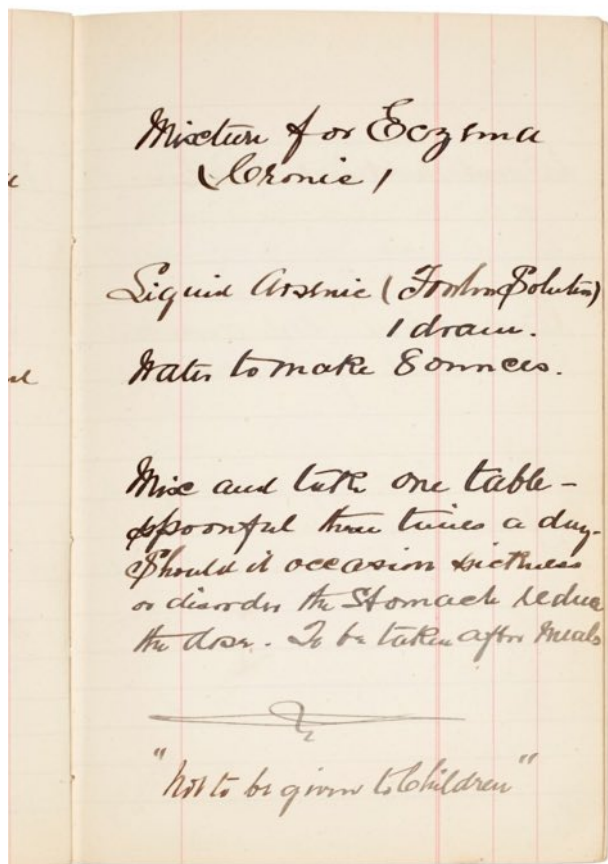 Mixture for Eczema
(Cronic)
Liquid Arsenic (Fowlers Solution)
1 dram.
Water to make 8 ounces.
Mix and take one table-
spoonful three times a day.
Should it occasion sickness
or disorder the Stomach reduce
the dose. To be taken after Meals
"Not to be given to Children"